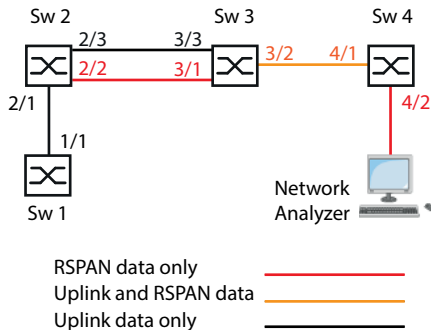 Sw 2
Sw 3
Sw 4
2/3
3/3
2/2
3/1
3/2
4/1
2/1
4/2
1/1
Sw 1
Network
Analyzer
RSPAN data only
Uplink and RSPAN data
Uplink data only